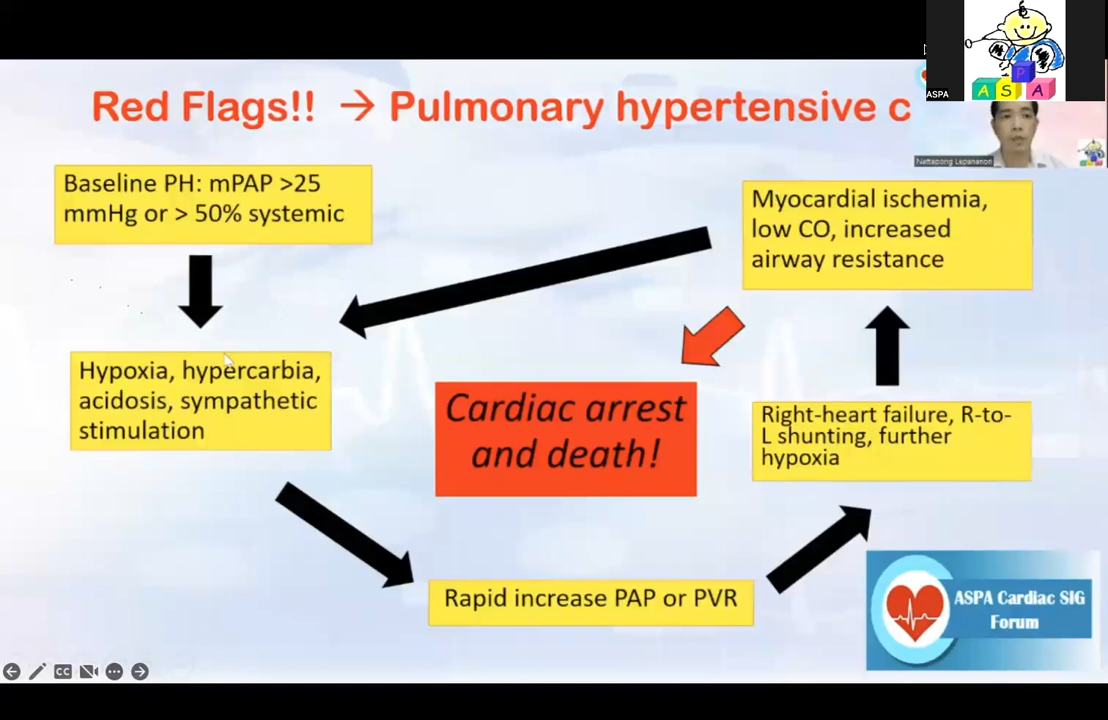 ASPA
P
A S A
Red Flags!! → Pulmonary hypertensive c
Nattapong Lepananon
Baseline PH: mPAP >25
mmHg or > 50% systemic
Myocardial ischemia,
low CO, increased
airway resistance
Hypoxia, hypercarbia,
acidosis, sympathetic
stimulation
Cardiac arrest
and death!
Right-heart failure, R-to-
L shunting, further
hypoxia
Rapid increase PAP or PVR
ASPA Cardiac SIG
Forum
CC